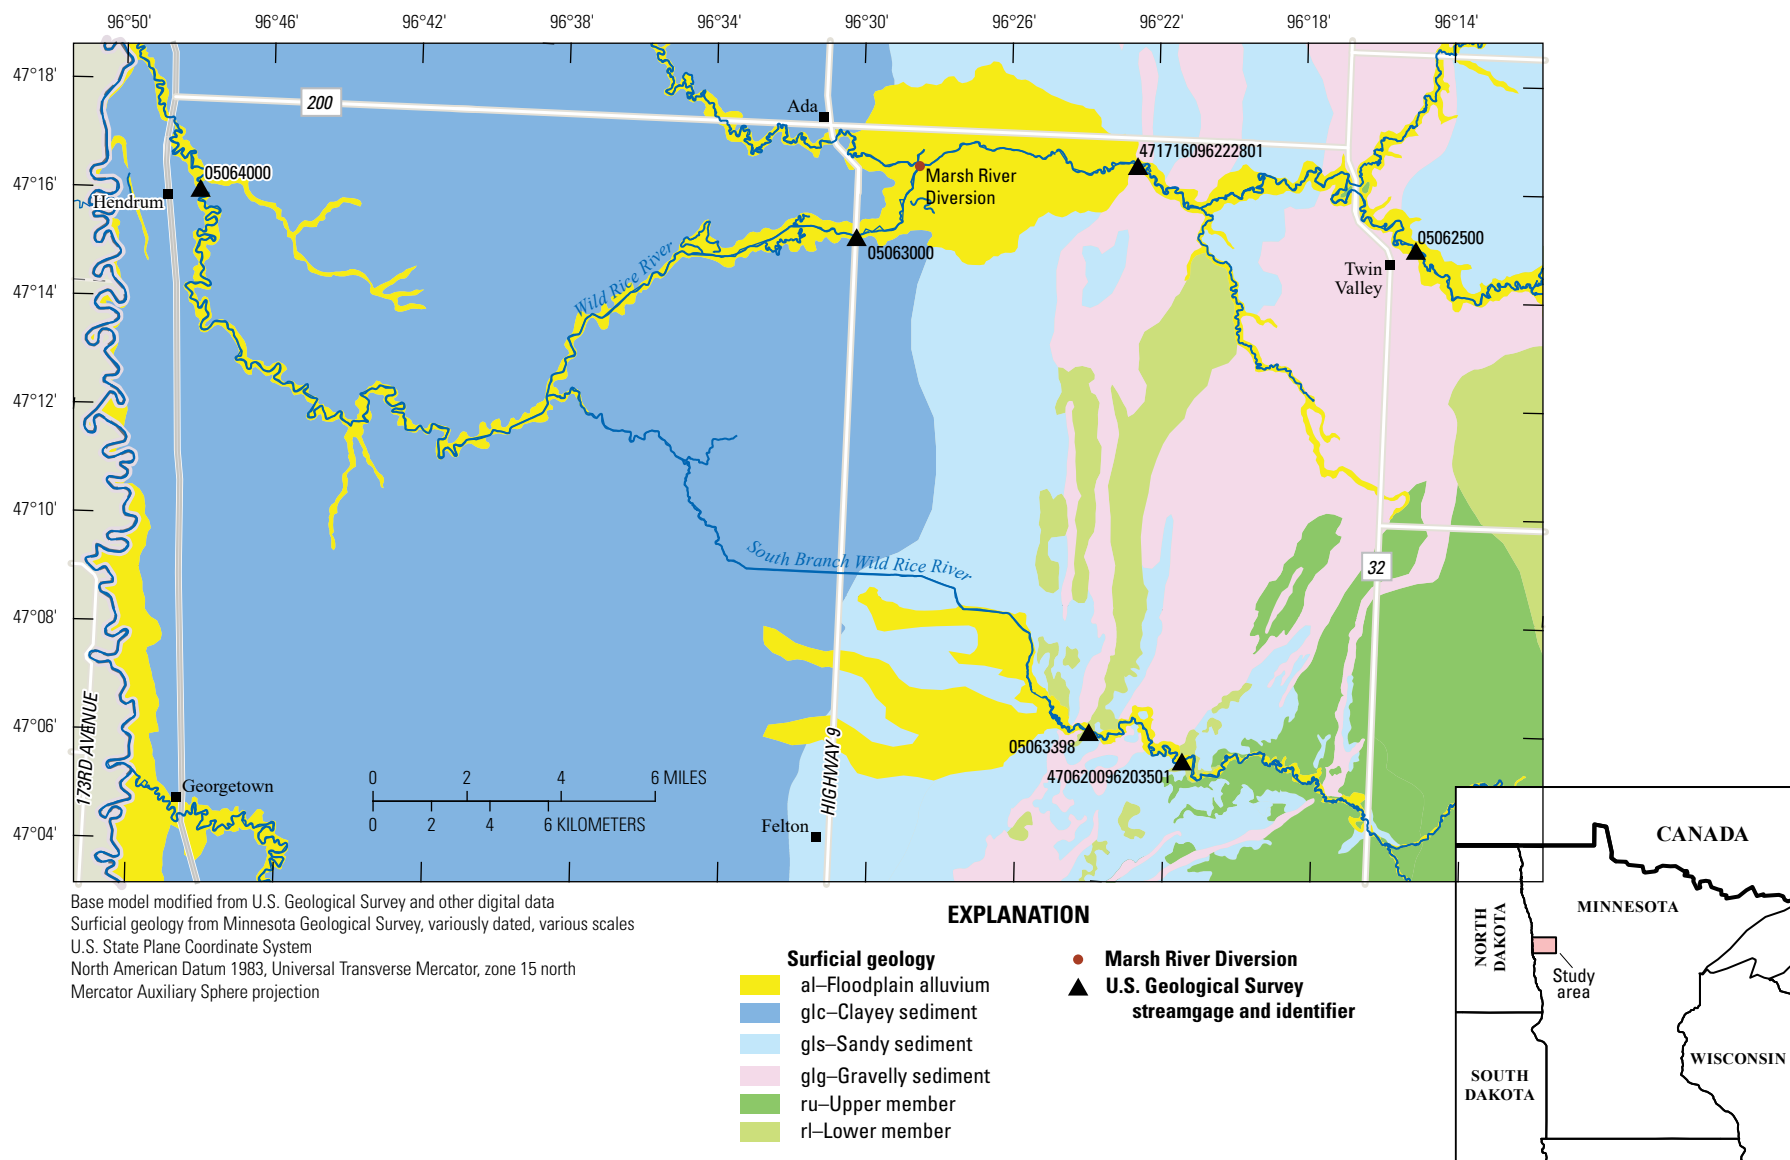 96°50' 96°46' 96°42' 96°38' 96°34' 96°30' 96°26' 96°22' 96°18' 96°14'
47°18'
47°16'
47°14'
47°12'
47°10'
47°08'
47°06'
47°04'
200
Ada
471716096222801
05064000
Marsh River
Diversion
Hendrum
05062500
05063000
Twin
Valley
Wild Rice River
South Branch Wild Rice River
32
173RD AVENUE
HIGHWAY 9
05063398
470620096203501
Georgetown
0 2 4 6 MILES
0 2 4 6 KILOMETERS
Felton
Base model modified from U.S. Geological Survey and other digital data
Surficial geology from Minnesota Geological Survey, variously dated, various scales
U.S. State Plane Coordinate System
North American Datum 1983, Universal Transverse Mercator, zone 15 north
Mercator Auxiliary Sphere projection
EXPLANATION
Surficial geology
al–Floodplain alluvium
glc–Clayey sediment
gls–Sandy sediment
glg–Gravelly sediment
ru–Upper member
rl–Lower member
Marsh River Diversion
U.S. Geological Survey
streamgage and identifier
CANADA
MINNESOTA
NORTH
DAKOTA
Study
area
WISCONSIN
SOUTH
DAKOTA